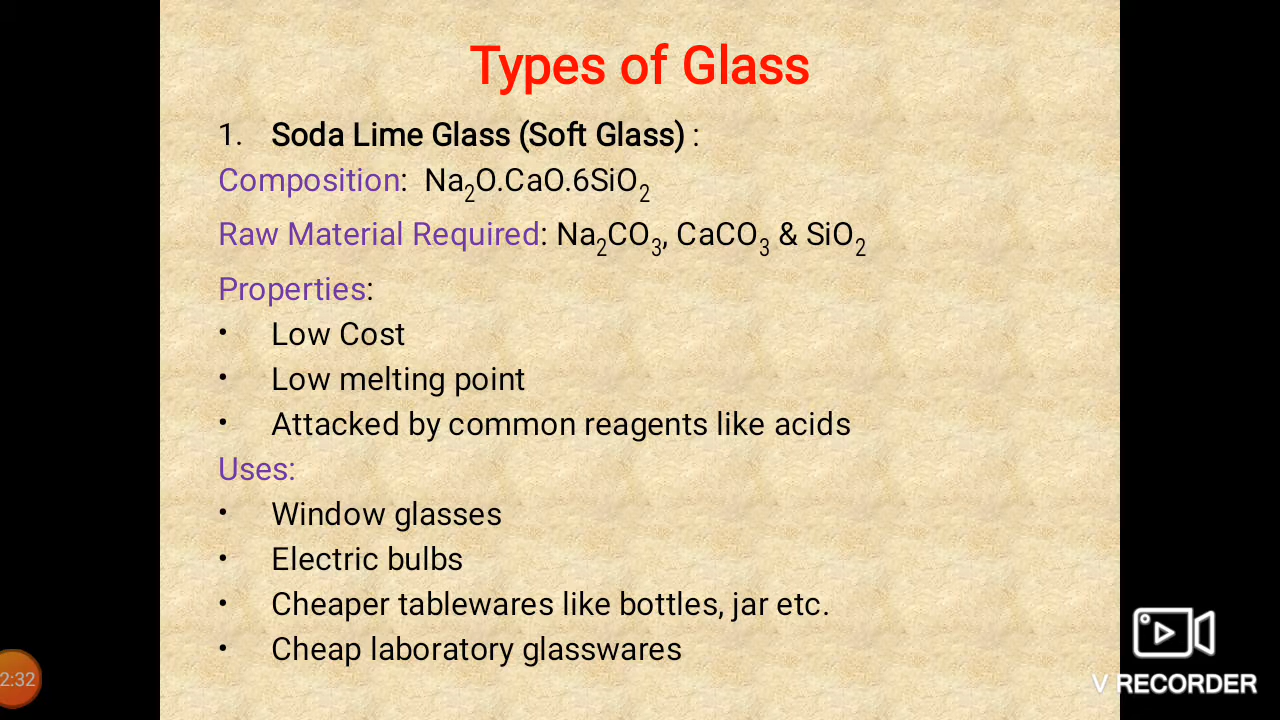 Types of Glass
1. Soda Lime Glass (Soft Glass) :
Composition: Na₂O.CaO.6SiO₂
Raw Material Required: Na₂CO₃, CaCO₃ & SiO₂
Properties:
• Low Cost
• Low melting point
• Attacked by common reagents like acids
Uses:
• Window glasses
• Electric bulbs
• Cheaper tablewares like bottles, jar etc.
• Cheap laboratory glasswares
2:32
V RECORDER